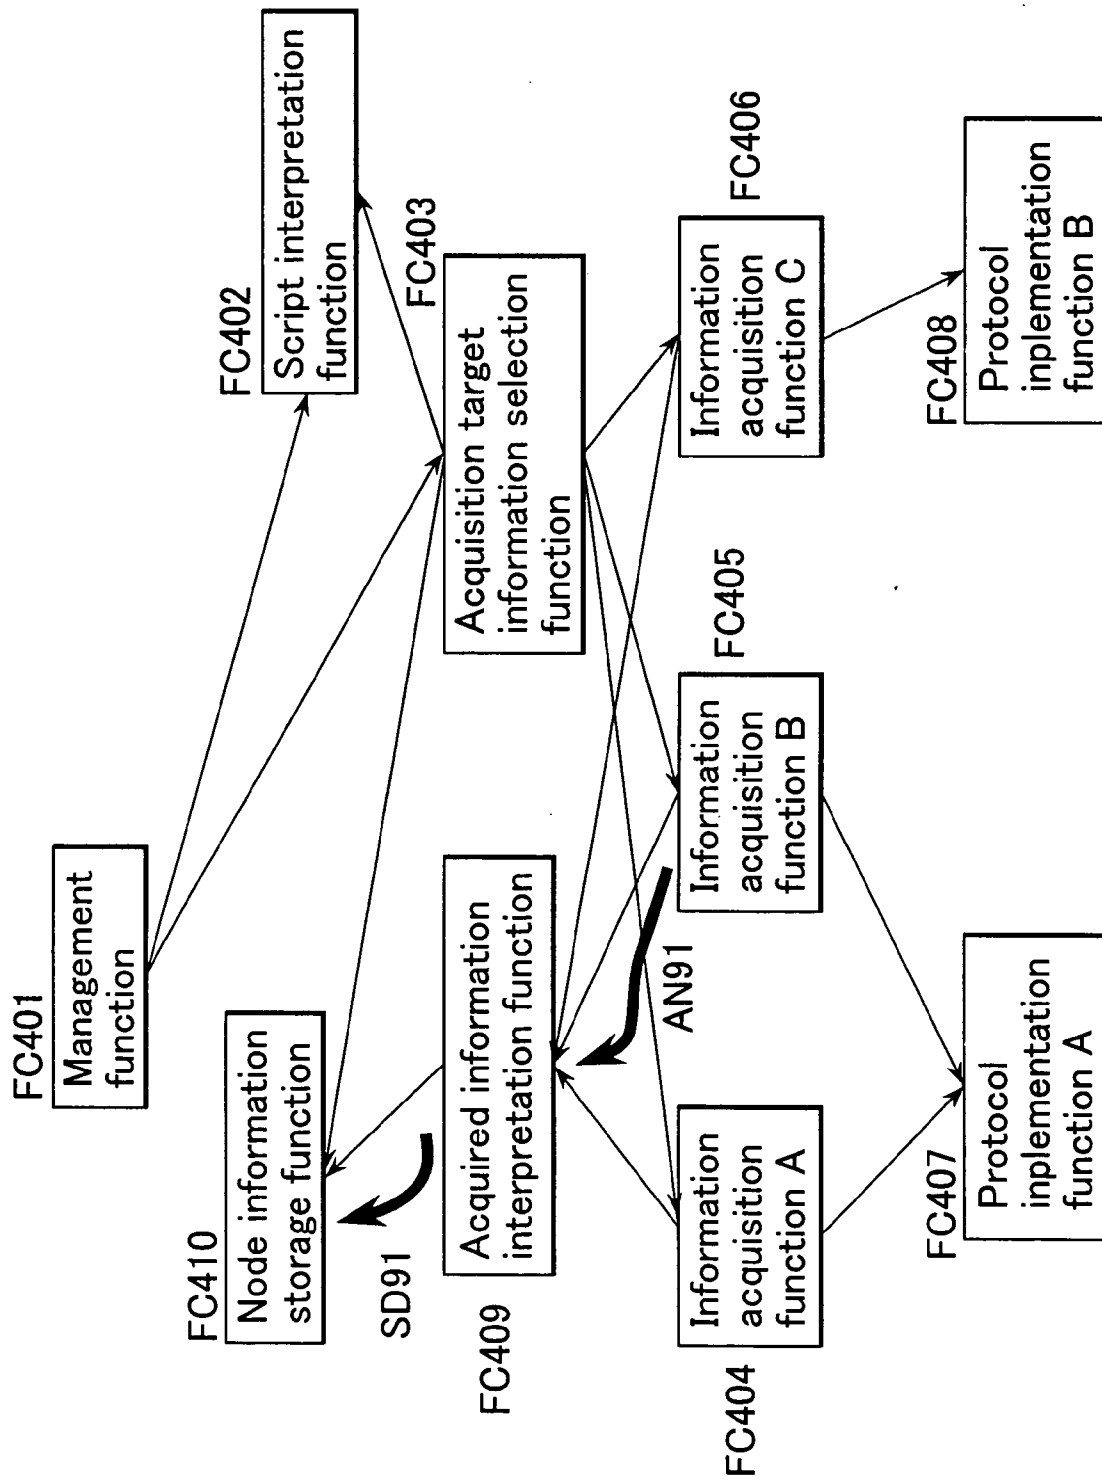 FC401
Management
function
FC402
Script interpretation
function
FC410
Node information
storage function
SD91
FC403
Acquisition target
information selection
function
FC409
Acquired information
interpretation function
AN91
FC404
Information
acquisition
function A
FC405
Information
acquisition
function B
FC406
Information
acquisition
function C
FC407
Protocol
inplementation
function A
FC408
Protocol
inplementation
function B